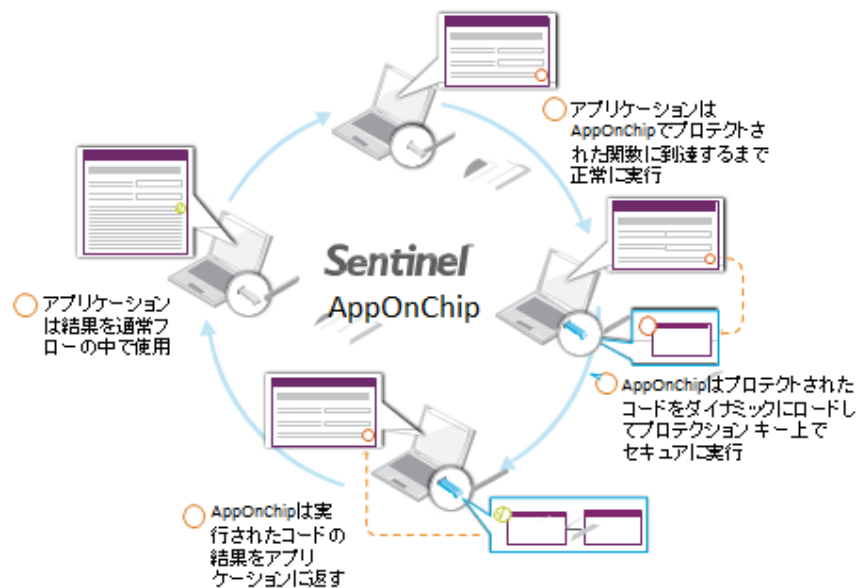 アプリケーションは
AppOnChipでプロテクトさ
れた関数に到達するまで
正常に実行
Sentinel
AppOnChip
AppOnChipはプロテクトされた
コードをダイナミックにロードし
てプロテクション キー上で
セキュアに実行
AppOnChipは実
行されたコードの
結果をアプリ
ケーションに返す
アプリケーション
は結果を通常フ
ローの中で使用